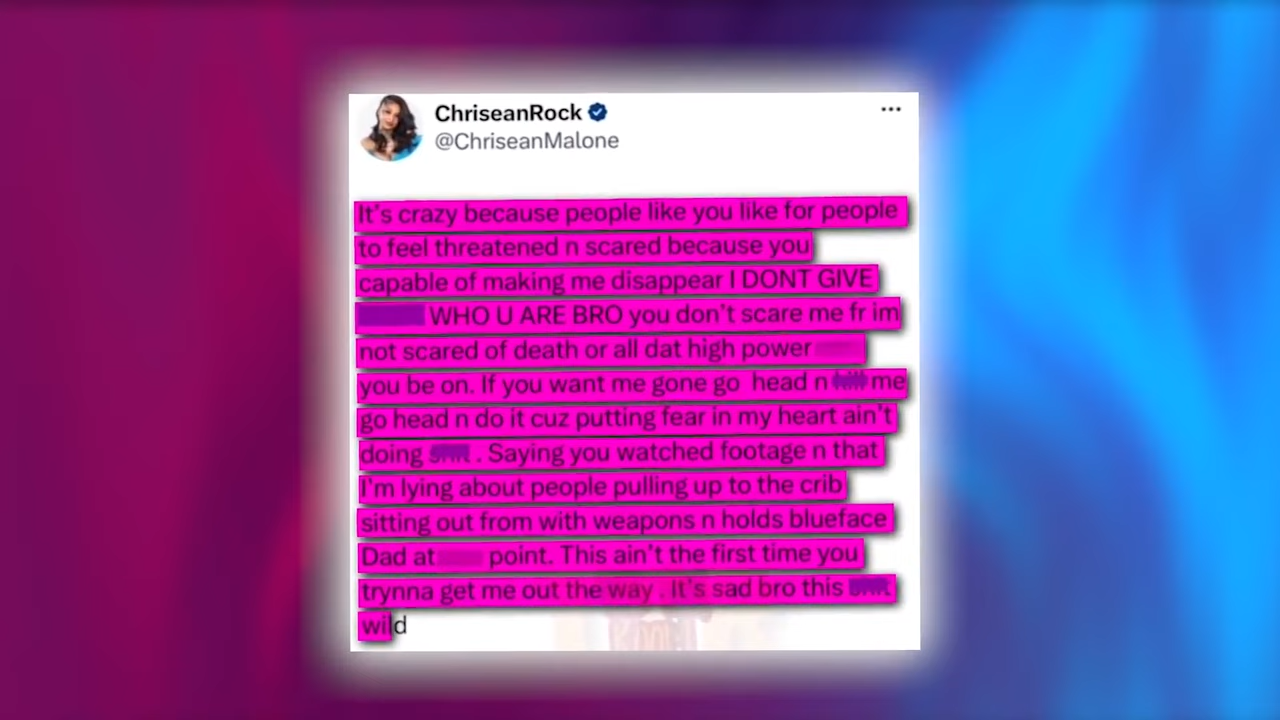 ChriseanRock
@ChriseanMalone
It's crazy because people like you like for people
to feel threatened n scared because you
capable of making me disappear I DONT GIVE
WHO U ARE BRO you don't scare me fr im
not scared of death or all dat high power
you be on. If you want me gone go head n me
go head n do it cuz putting fear in my heart ain't
doing . Saying you watched footage n that
I'm lying about people pulling up to the crib
sitting out from with weapons n holds blueface
Dad at point. This ain't the first time you
trynna get me out the way . It's sad bro this
wild